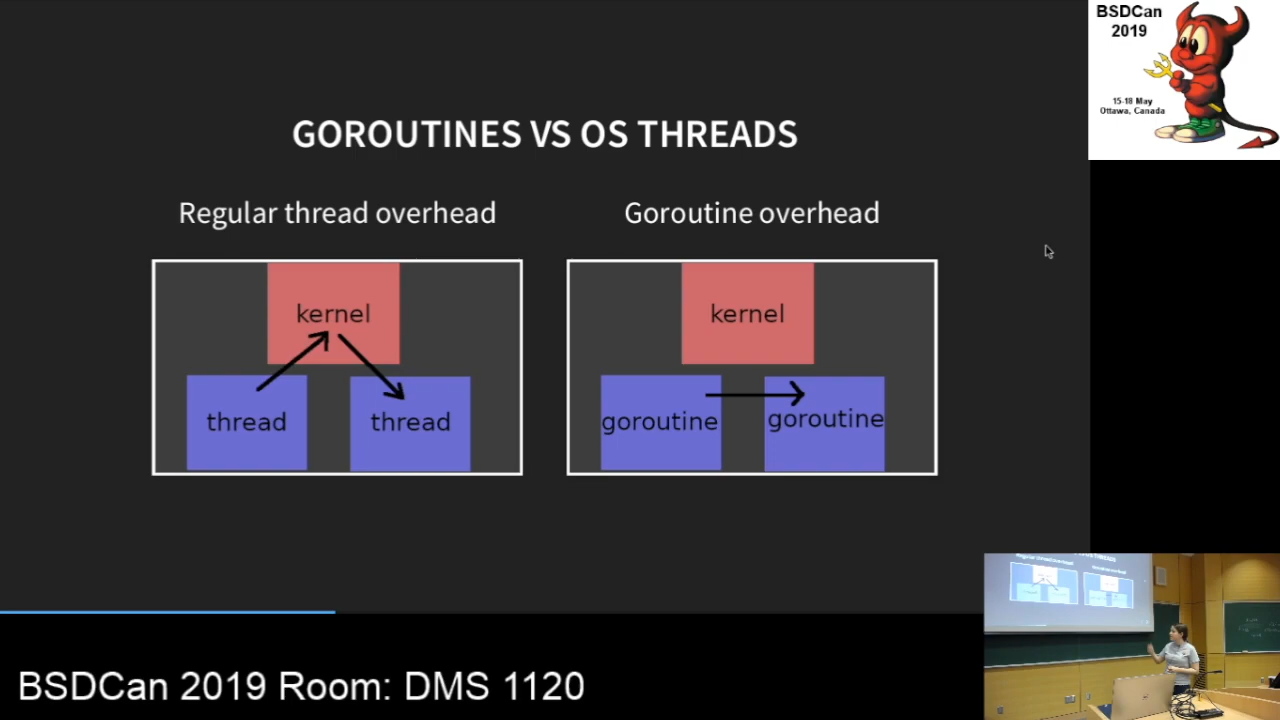 BSDCan
2019
15-18 May
Ottawa, Canada
GOROUTINES VS OS THREADS
Regular thread overhead
Goroutine overhead
kernel
thread
thread
kernel
goroutine
goroutine
BSDCan 2019 Room: DMS 1120